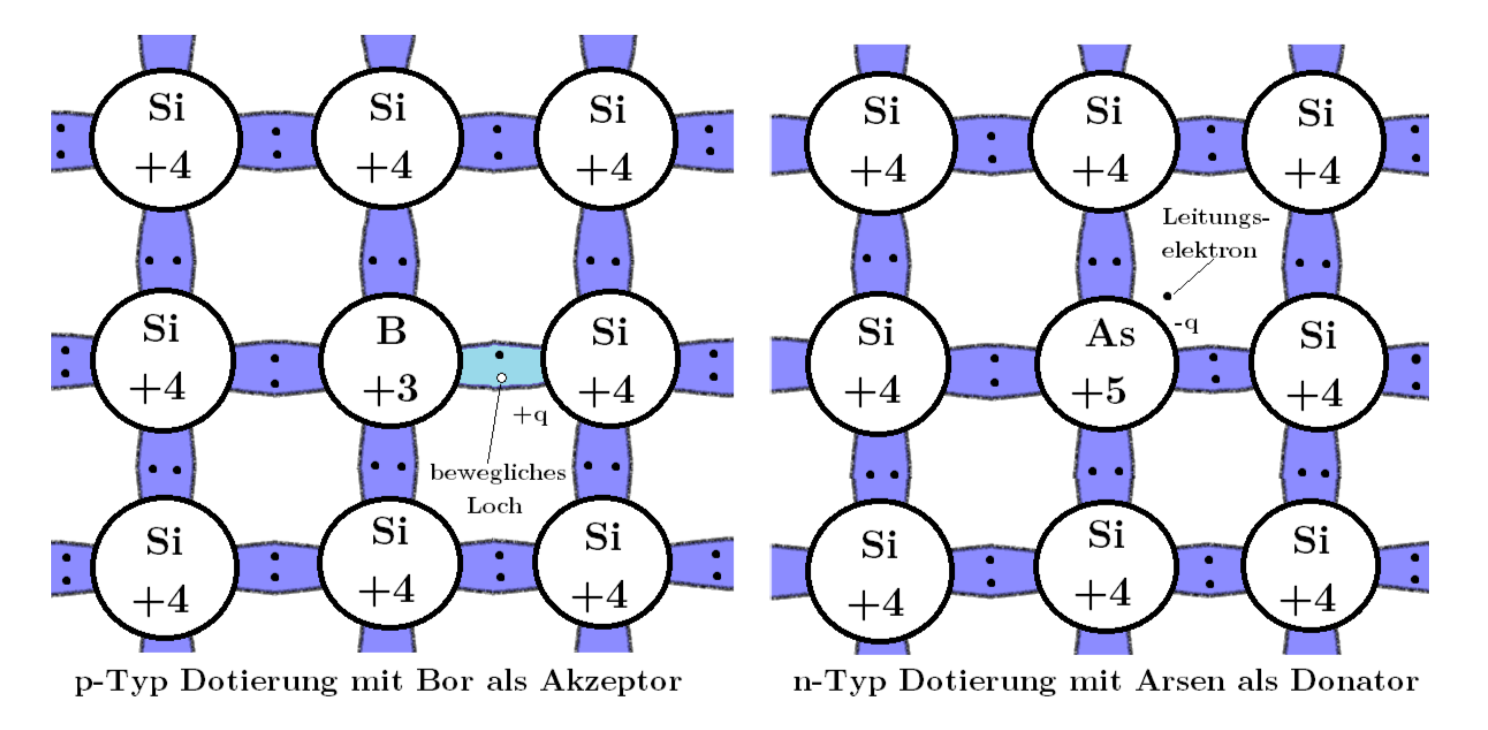 Si Si Si
+4 +4 +4
Si B Si
+4 +3 +4
+q
bewegliches
Loch
Si Si Si
+4 +4 +4
p-Typ Dotierung mit Bor als Akzeptor
Si Si Si
+4 +4 +4
Leitungs-
elektron
-q
Si As Si
+4 +5 +4
Si Si Si
+4 +4 +4
n-Typ Dotierung mit Arsen als Donator